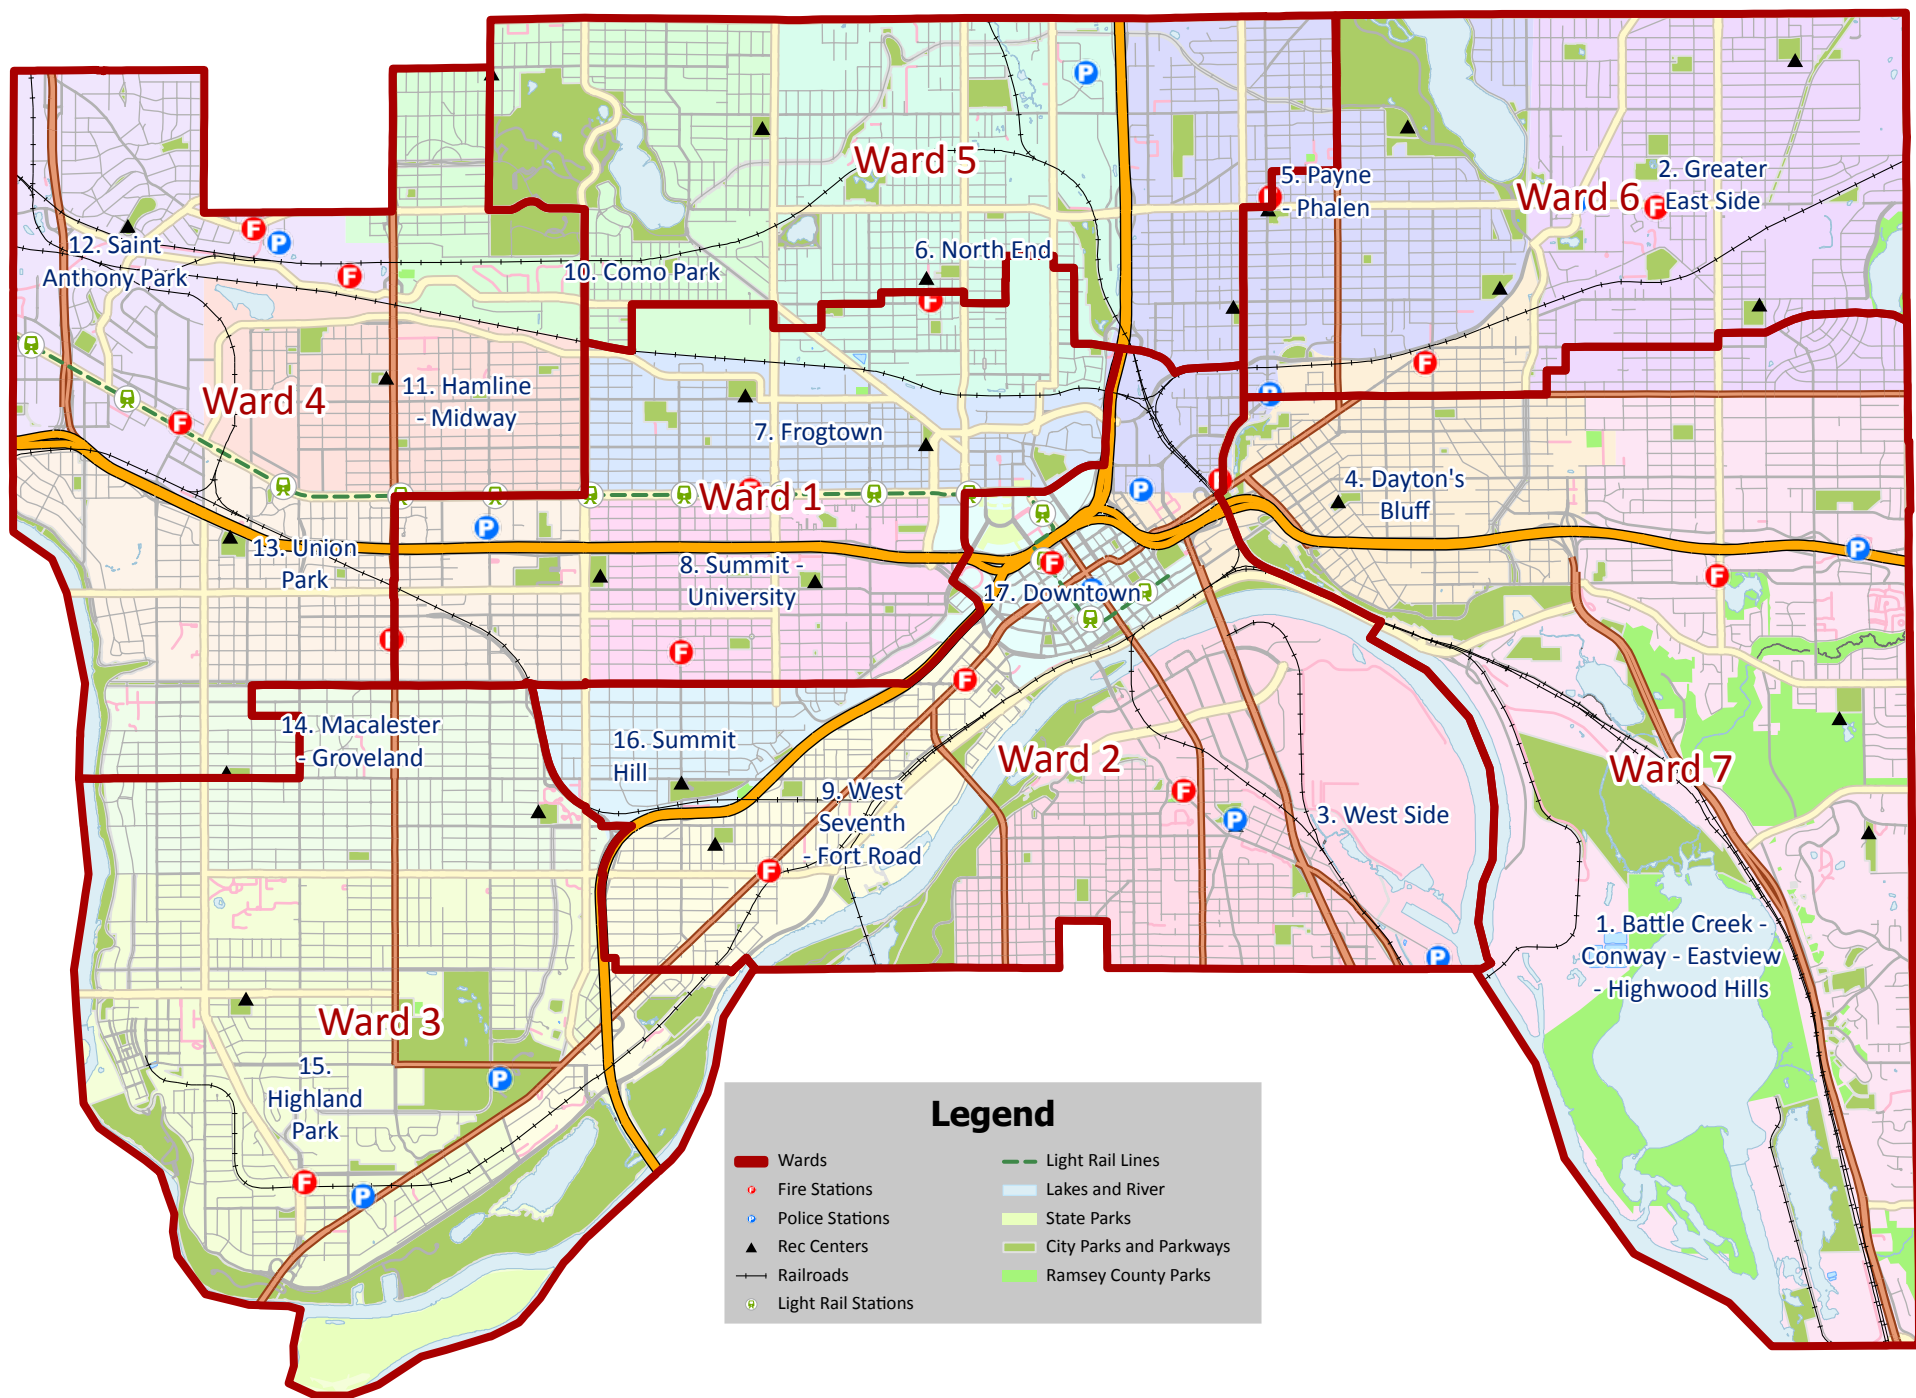 Ward 5
5. Payne
- Phalen
2. Greater
East Side
Ward 6
12. Saint
Anthony Park
10. Como Park
6. North End
Ward 4
11. Hamline
- Midway
7. Frogtown
Ward 1
4. Dayton's
Bluff
13. Union
Park
8. Summit -
University
17. Downtown
14. Macalester
- Groveland
16. Summit
Hill
Ward 2
Ward 7
9. West
Seventh
- Fort Road
3. West Side
1. Battle Creek -
Conway - Eastview
- Highwood Hills
Ward 3
15.
Highland
Park
Legend
Wards
Fire Stations
Police Stations
Rec Centers
Railroads
Light Rail Stations
Light Rail Lines
Lakes and River
State Parks
City Parks and Parkways
Ramsey County Parks